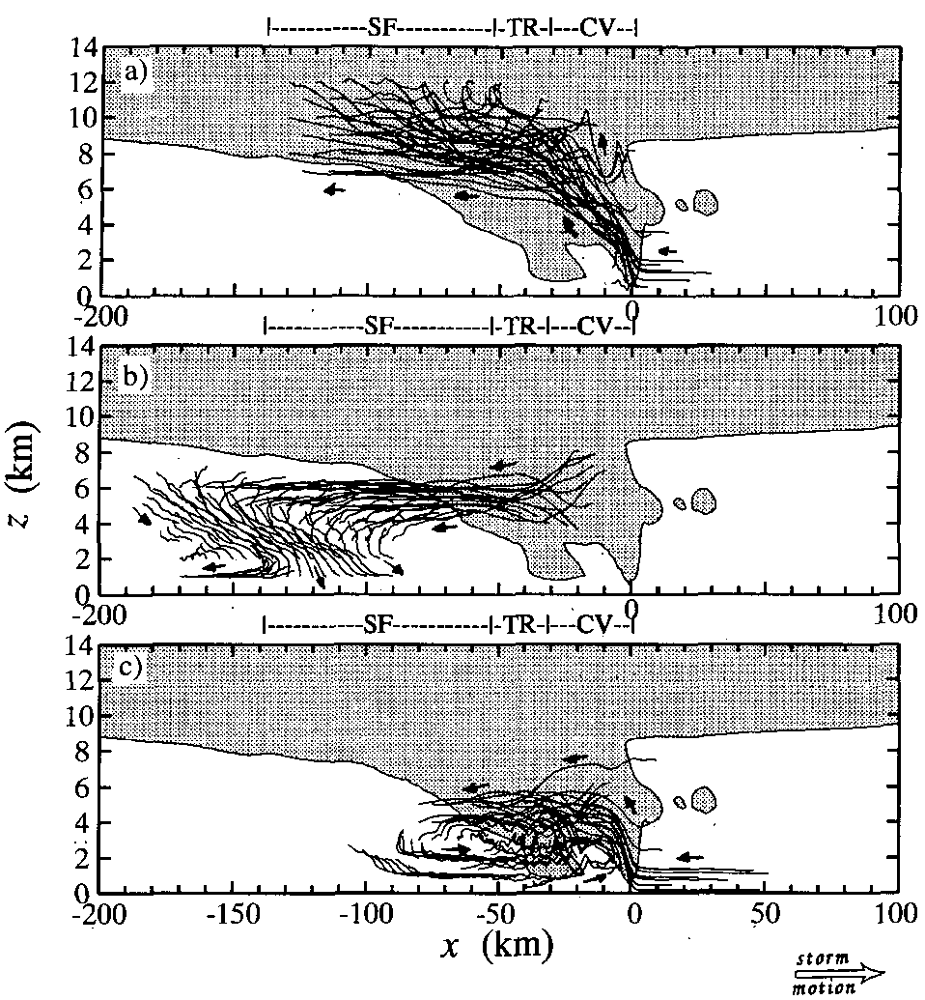 |-----------SF-----------|-TR-|---CV--|
14
a)
12
10
8
6
4
2
0
-200 0 100
|-----------SF-----------|-TR-|---CV--|
14
b)
12
10
8
6
4
2
0
z (km)
-200 0 100
|-----------SF-----------|-TR-|---CV--|
14
c)
12
10
8
6
4
2
0
-200 -150 -100 -50 0 50 100
x (km)
storm
motion